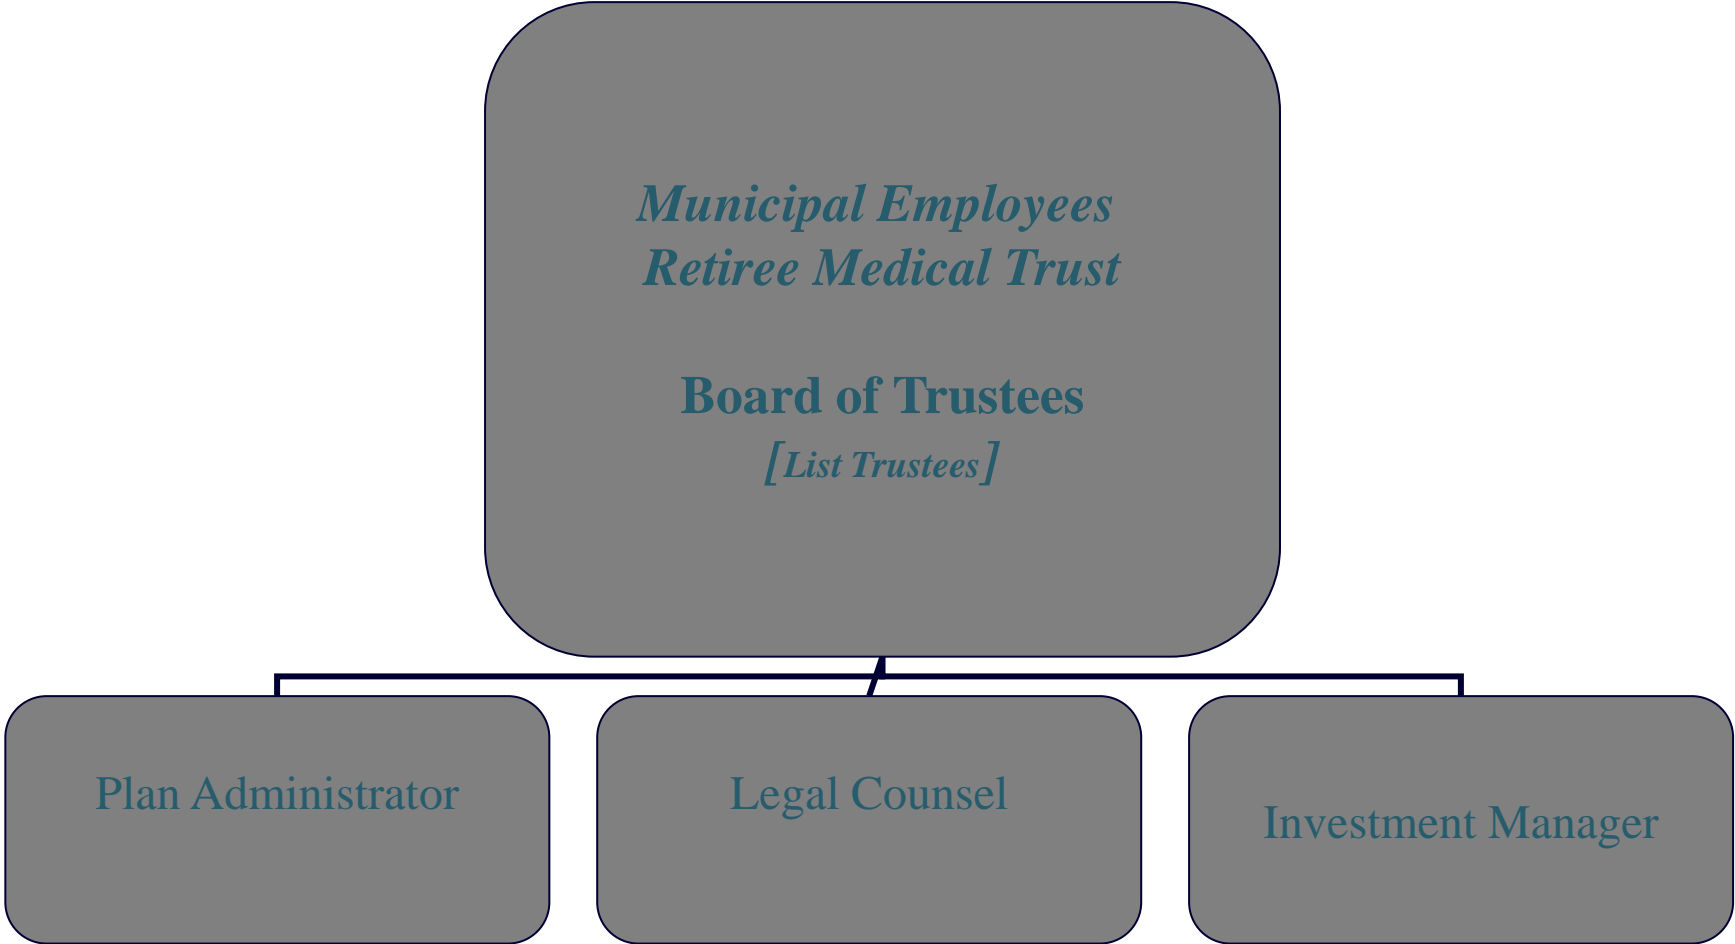 Municipal Employees
Retiree Medical Trust
Board of Trustees
[List Trustees]
Plan Administrator
Legal Counsel
Investment Manager